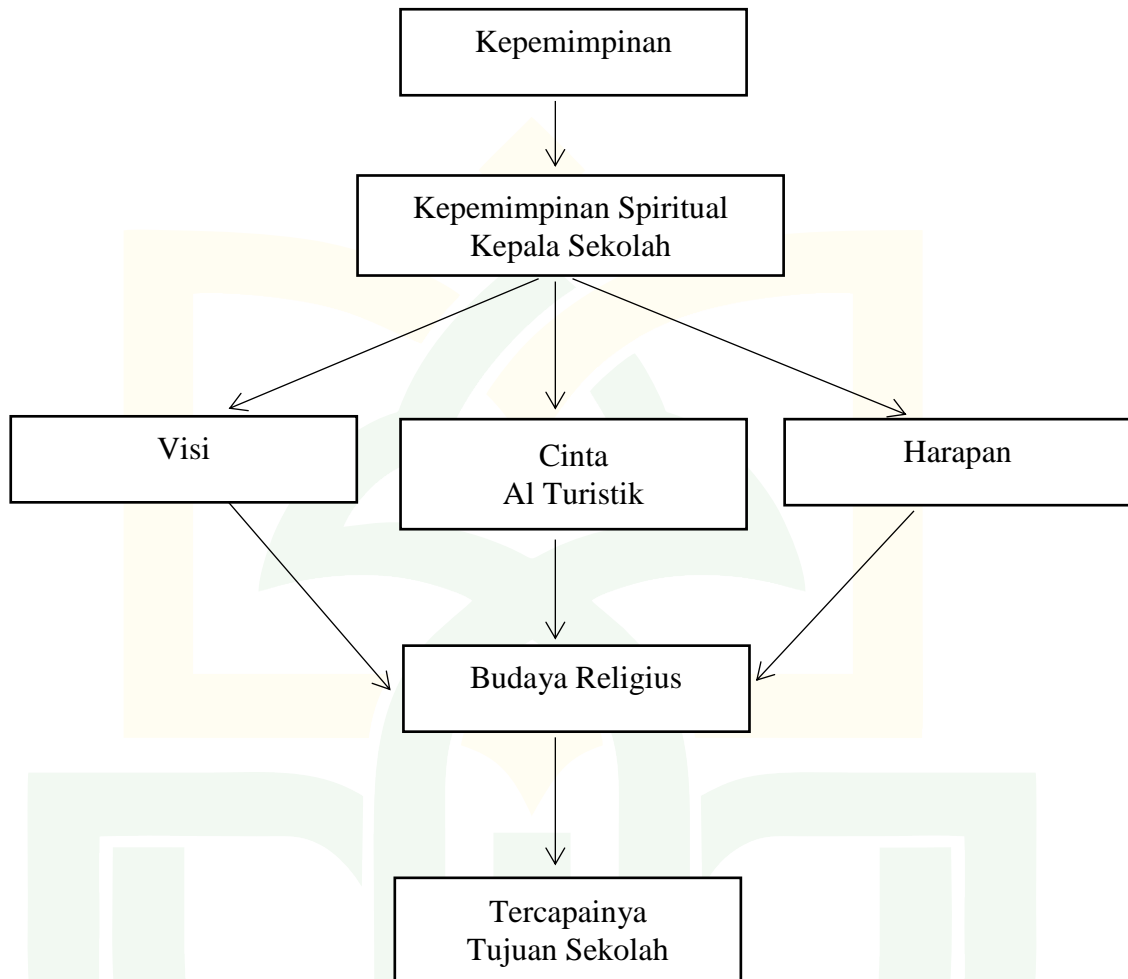 Kepemimpinan
Kepemimpinan Spiritual
Kepala Sekolah
Visi
Cinta
Al Turistik
Harapan
Budaya Religius
Tercapainya
Tujuan Sekolah